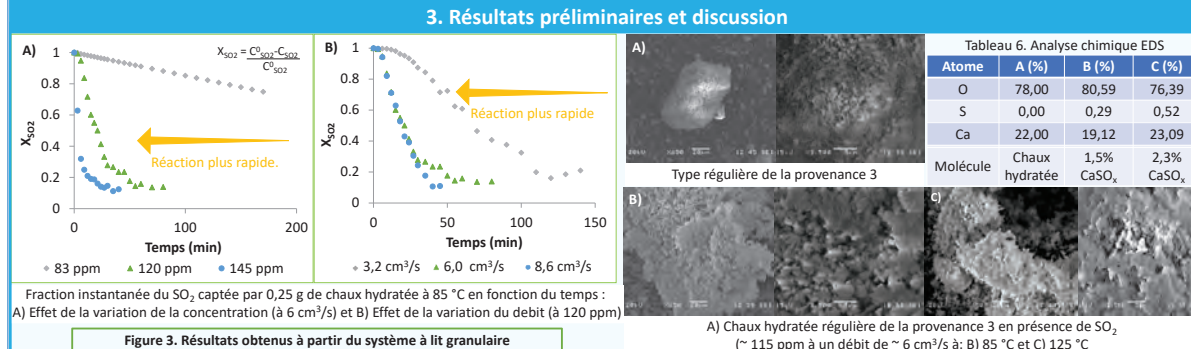 3. Résultats préliminaires et discussion
A)
X_SO2 = C⁰_SO2-C_SO2
C⁰_SO2
1
0.8
0.6
0.4
0.2
0
X_SO2
Réaction plus rapide.
0
100
200
Temps (min)
83 ppm
120 ppm
145 ppm
B)
1
0.8
0.6
0.4
0.2
0
X_SO2
Réaction plus rapide
0
50
100
150
Temps (min)
3,2 cm³/s
6,0 cm³/s
8,6 cm³/s
Fraction instantanée du SO₂ captée par 0,25 g de chaux hydratée à 85 °C en fonction du temps :
A) Effet de la variation de la concentration (à 6 cm³/s) et B) Effet de la variation du debit (à 120 ppm)
Figure 3. Résultats obtenus à partir du système à lit granulaire
A)
Type régulière de la provenance 3
Tableau 6. Analyse chimique EDS
Atome A (%) B (%) C (%)
O 78,00 80,59 76,39
S 0,00 0,29 0,52
Ca 22,00 19,12 23,09
Molécule Chaux hydratée 1,5% CaSOₓ 2,3% CaSOₓ
B)
C)
A) Chaux hydratée régulière de la provenance 3 en présence de SO₂
(~ 115 ppm à un débit de ~ 6 cm³/s à: B) 85 °C et C) 125 °C